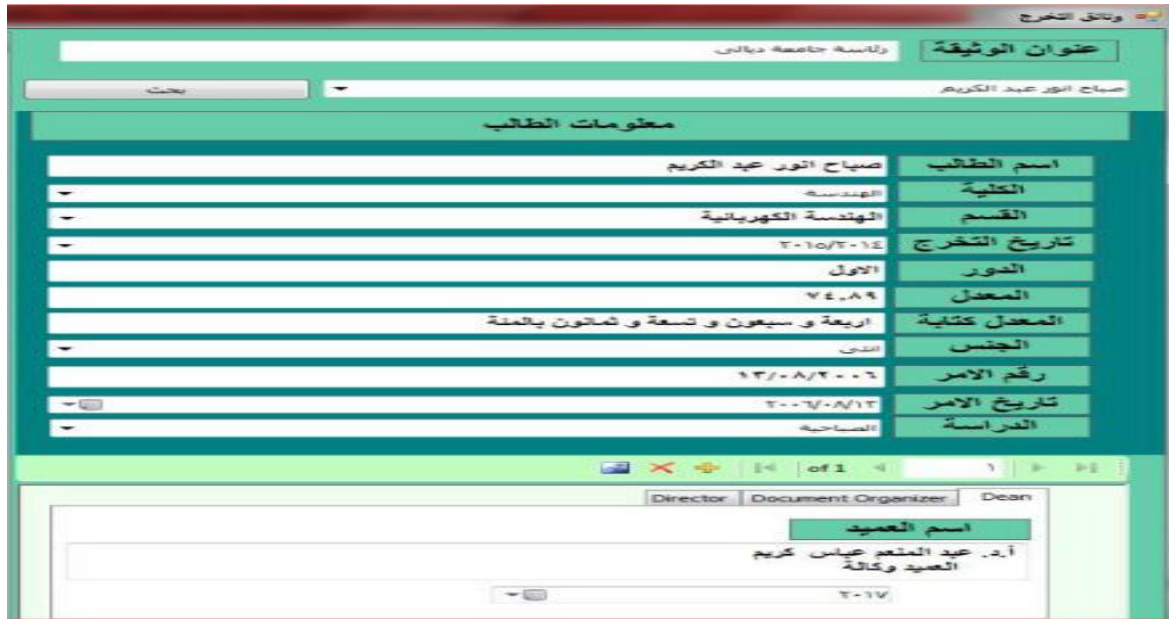 وثائق التخرج
عنوان الوثيقة رئاسة جامعة ديالى
صباح انور عبد الكريم بحث
معلومات الطالب
اسم الطالب صباح انور عبد الكريم
الكلية الهندسة
القسم الهندسة الكهربائية
تاريخ التخرج ٢٠١٥/٢٠١٤
الدور الاول
المعدل ٧٤.٨٩
المعدل كتابة اربعة و سبعون و تسعة و ثمانون بالمئة
الجنس انثى
رقم الامر ١٣/٠٨/٢٠٠٦
تاريخ الامر ٢٠٠٦/٠٨/١٣
الدراسة الصباحية
١ of 1
Dean Document Organizer Director
اسم العميد
أ.د. عبد المنعم عباس كريم
العميد وكالة
٢٠١٧